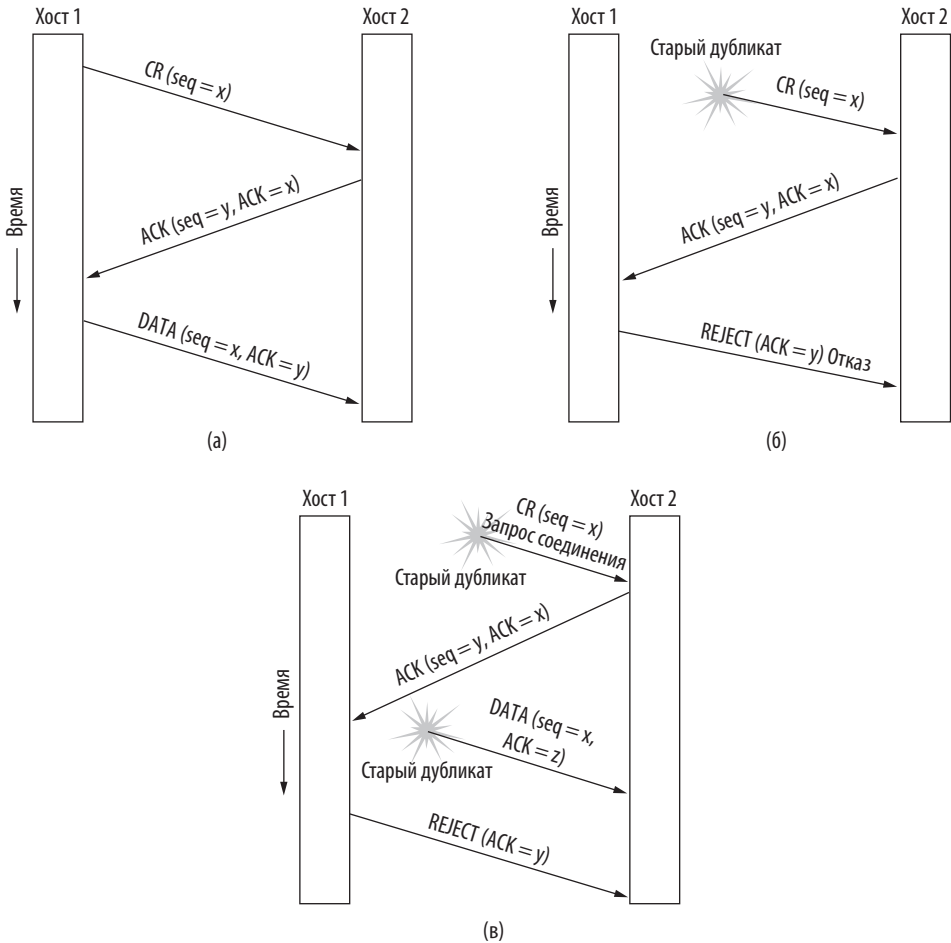 Хост 1
Хост 2
CR (seq = x)
ACK (seq = y, ACK = x)
DATA (seq = x, ACK = y)
Время
(а)
Хост 1
Хост 2
Старый дубликат
CR (seq = x)
ACK (seq = y, ACK = x)
REJECT (ACK = y) Отказ
Время
(б)
Хост 1
Хост 2
CR (seq = x)
Запрос соединения
Старый дубликат
ACK (seq = y, ACK = x)
DATA (seq = x,
ACK = z)
Старый дубликат
REJECT (ACK = y)
Время
(в)